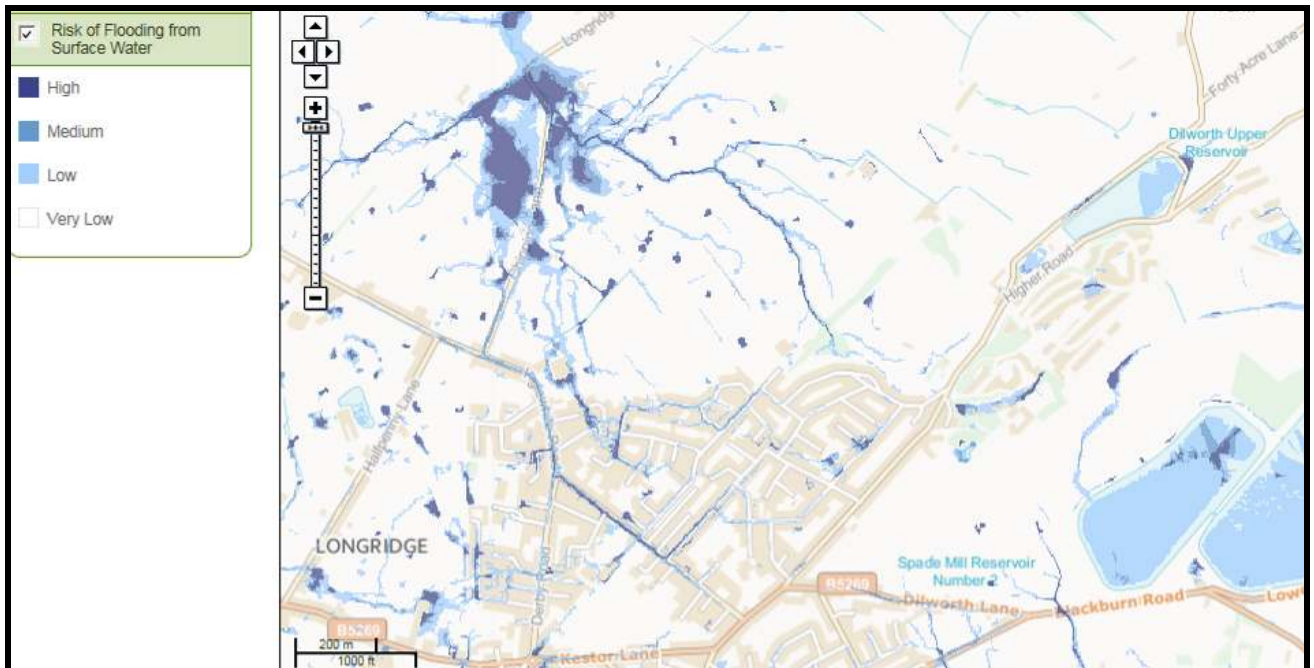 Risk of Flooding from
Surface Water
High
Medium
Low
Very Low
Longridge
Forty Acre Lane
Dilworth Upper
Reservoir
Higher Road
Halfpenny Lane
LONGRIDGE
Derby Road
Spade Mill Reservoir
Number 2
B5269
Dilworth Lane
Blackburn Road
B5269
Kestor Lane
200 m
1000 ft